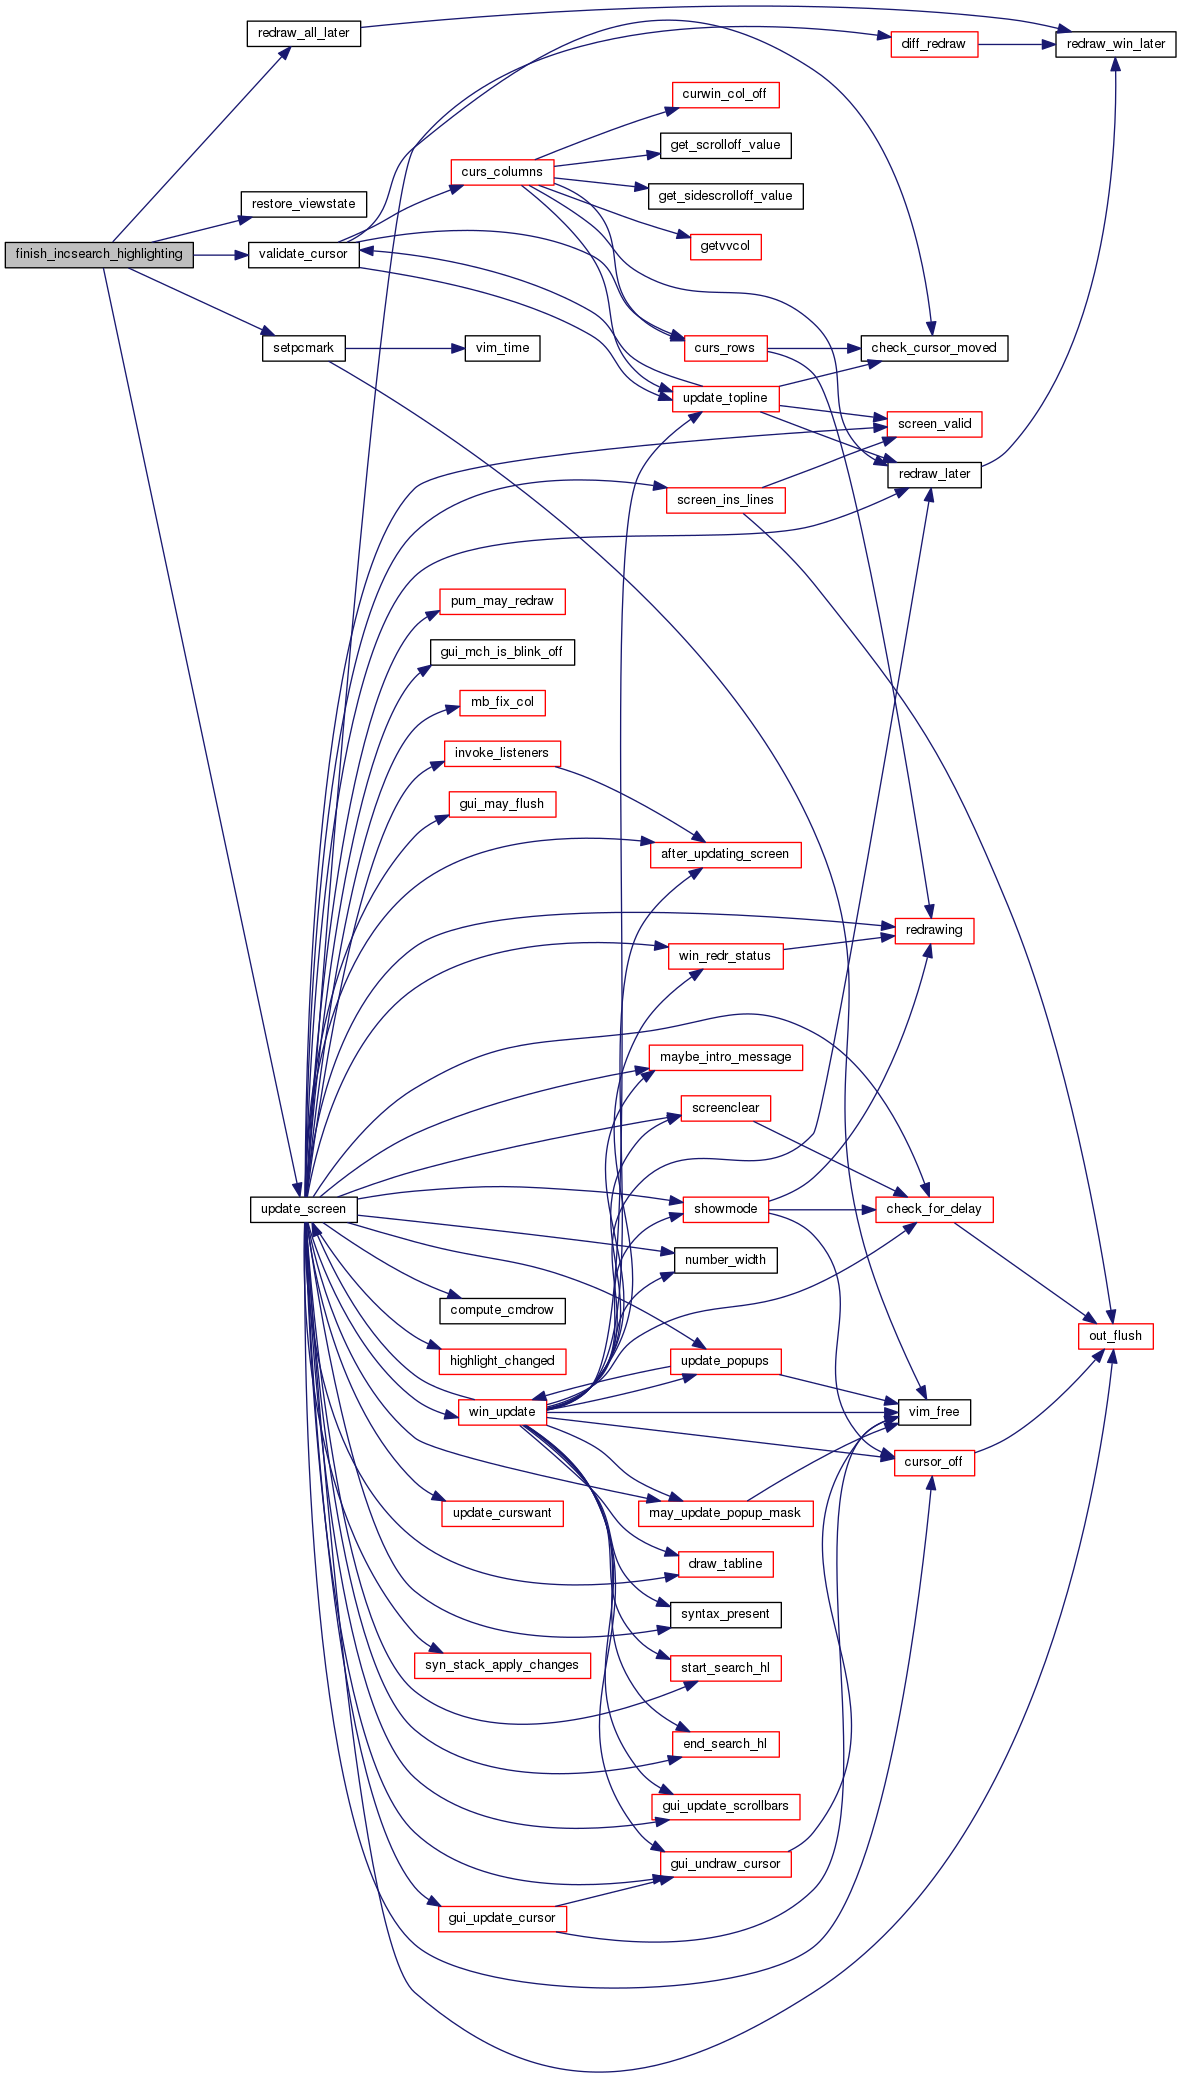 redraw_all_later
diff_redraw
redraw_win_later
curwin_col_off
get_scrolloff_value
curs_columns
get_sidescrolloff_value
restore_viewstate
getvvcol
finish_incsearch_highlighting
validate_cursor
setpcmark
vim_time
curs_rows
check_cursor_moved
update_topline
screen_valid
redraw_later
screen_ins_lines
pum_may_redraw
gui_mch_is_blink_off
mb_fix_col
invoke_listeners
gui_may_flush
after_updating_screen
redrawing
win_redr_status
maybe_intro_message
screenclear
update_screen
showmode
check_for_delay
number_width
compute_cmdrow
out_flush
highlight_changed
update_popups
win_update
vim_free
cursor_off
update_curswant
may_update_popup_mask
draw_tabline
syntax_present
syn_stack_apply_changes
start_search_hl
end_search_hl
gui_update_scrollbars
gui_undraw_cursor
gui_update_cursor